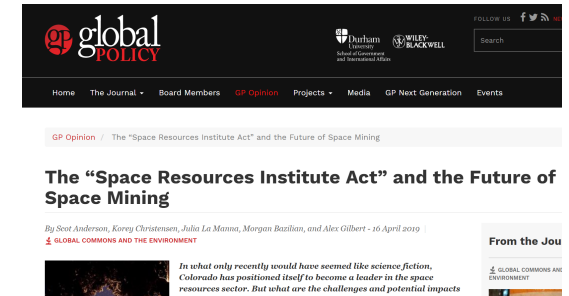 FOLLOW US
global
POLICY
gp
Durham
University
School of Government
and International Affairs
WILEY-
BLACKWELL
Search
Home The Journal Board Members GP Opinion Projects Media GP Next Generation Events
GP Opinion / The “Space Resources Institute Act” and the Future of Space Mining
The “Space Resources Institute Act” and the Future of
Space Mining
By Scot Anderson, Korey Christensen, Julia La Manna, Morgan Bazilian, and Alex Gilbert - 16 April 2019
GLOBAL COMMONS AND THE ENVIRONMENT
From the Jou
In what only recently would have seemed like science fiction,
Colorado has positioned itself to become a leader in the space
resources sector. But what are the challenges and potential impacts
GLOBAL COMMONS AND
ENVIRONMENT